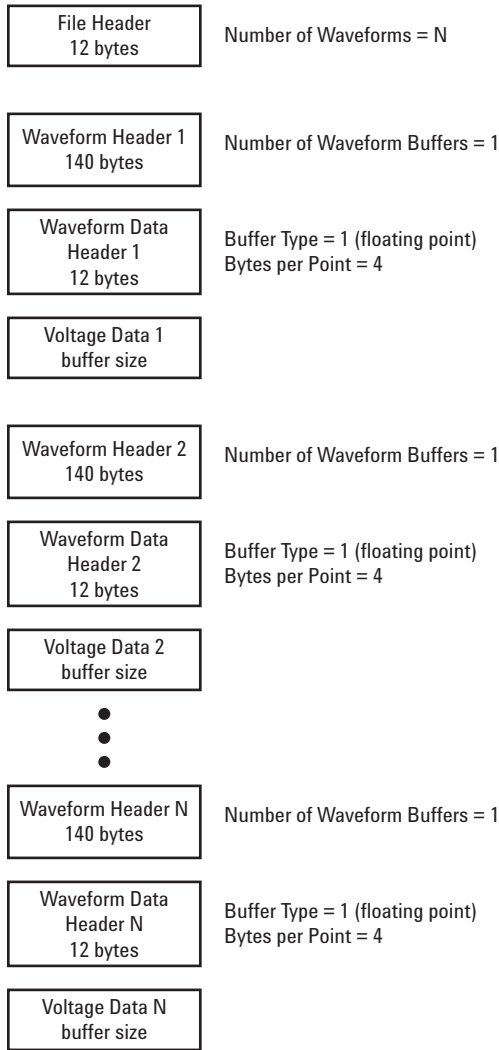 File Header
12 bytes
Number of Waveforms = N
Waveform Header 1
140 bytes
Number of Waveform Buffers = 1
Waveform Data
Header 1
12 bytes
Buffer Type = 1 (floating point)
Bytes per Point = 4
Voltage Data 1
buffer size
Waveform Header 2
140 bytes
Number of Waveform Buffers = 1
Waveform Data
Header 2
12 bytes
Buffer Type = 1 (floating point)
Bytes per Point = 4
Voltage Data 2
buffer size
Waveform Header N
140 bytes
Number of Waveform Buffers = 1
Waveform Data
Header N
12 bytes
Buffer Type = 1 (floating point)
Bytes per Point = 4
Voltage Data N
buffer size